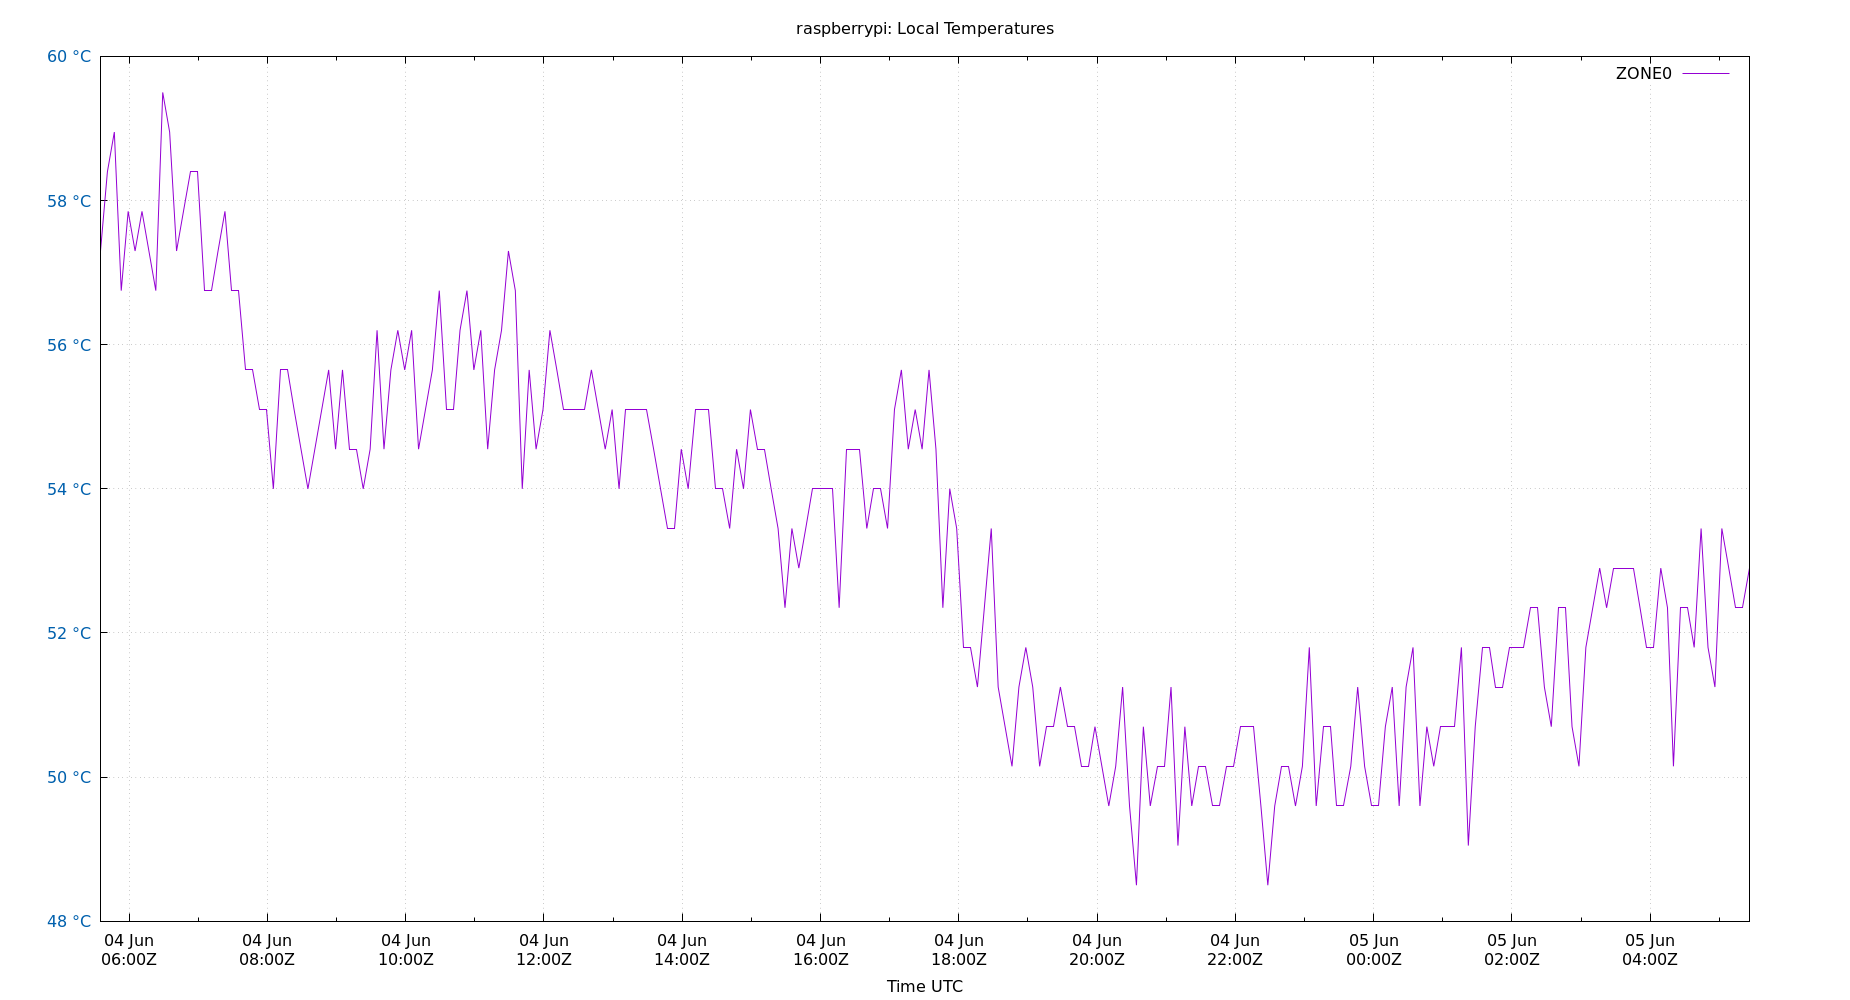 raspberrypi: Local Temperatures
60 °C
ZONE0
58 °C
56 °C
54 °C
52 °C
50 °C
48 °C
04 Jun 04 Jun 04 Jun 04 Jun 04 Jun 04 Jun 04 Jun 04 Jun 04 Jun 05 Jun 05 Jun 05 Jun
06:00Z 08:00Z 10:00Z 12:00Z 14:00Z 16:00Z 18:00Z 20:00Z 22:00Z 00:00Z 02:00Z 04:00Z
Time UTC